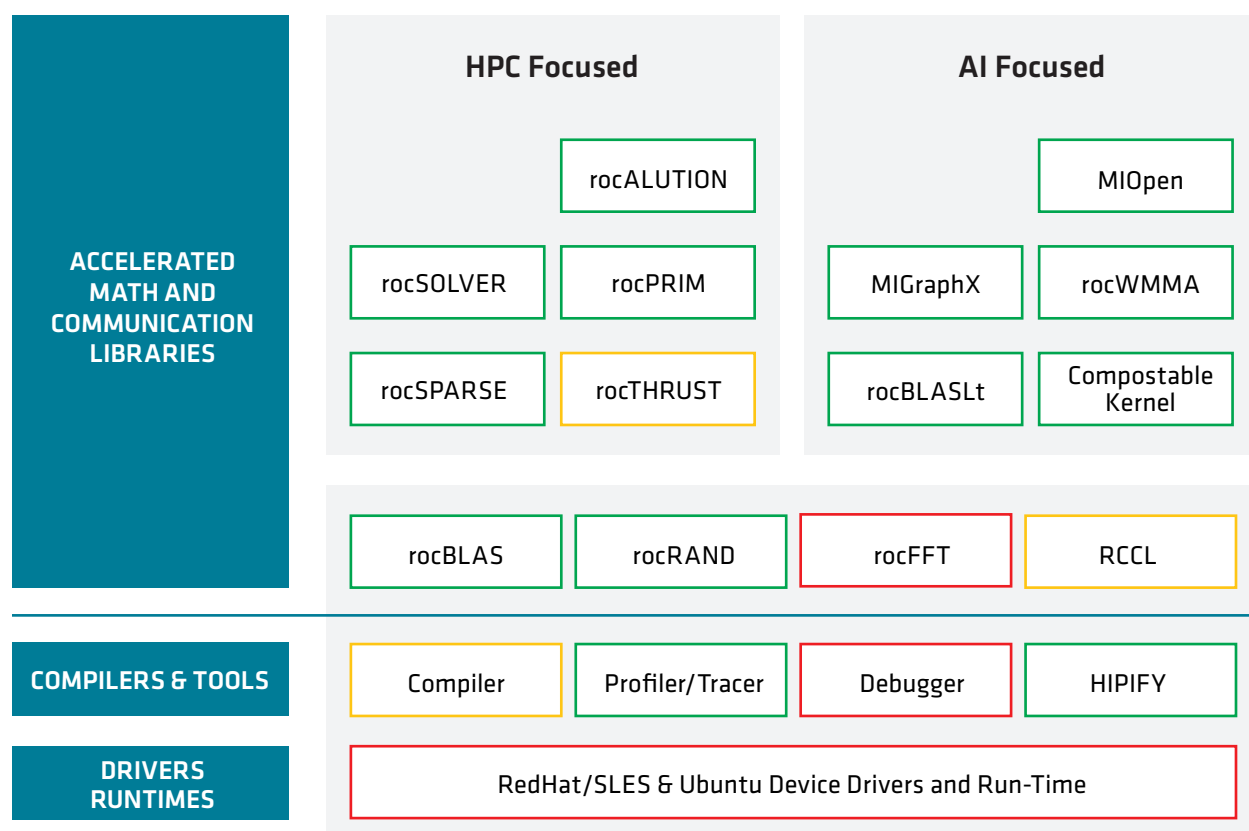 HPC Focused
AI Focused
ACCELERATED
MATH AND
COMMUNICATION
LIBRARIES
rocALUTION
MIOpen
rocSOLVER
rocPRIM
MIGraphX
rocWMMA
rocSPARSE
rocTHRUST
rocBLASLt
Compostable
Kernel
rocBLAS
rocRAND
rocFFT
RCCL
COMPILERS & TOOLS
Compiler
Profiler/Tracer
Debugger
HIPIFY
DRIVERS
RUNTIMES
RedHat/SLES & Ubuntu Device Drivers and Run-Time